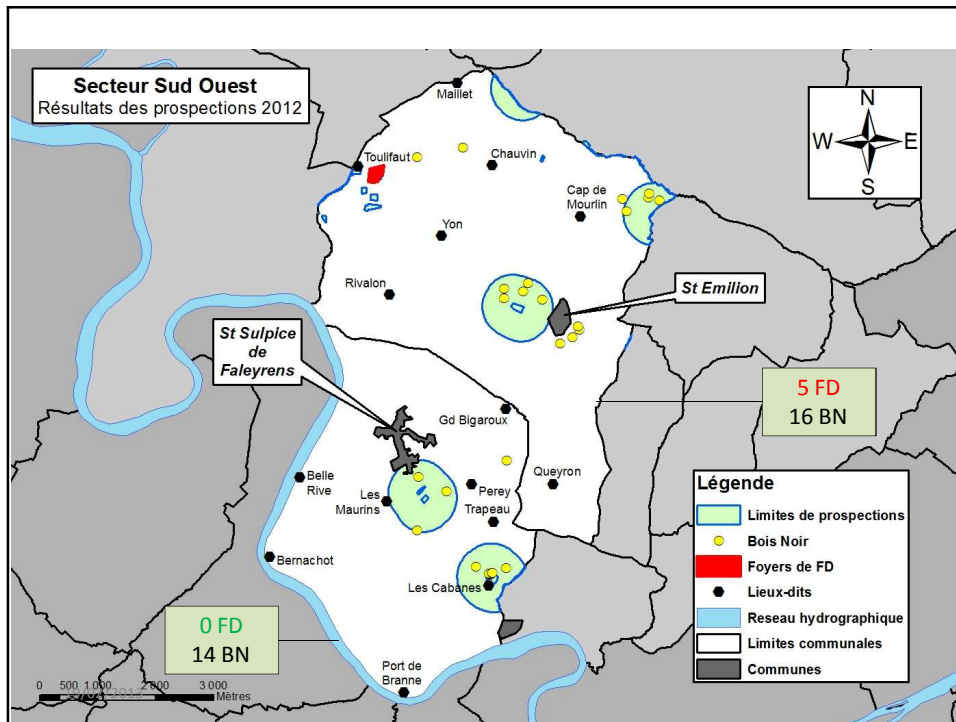 Secteur Sud Ouest
Résultats des prospections 2012
N
W E
S
Maillet
Toulifaut
Chauvin
Cap de
Mourlin
Yon
Rivalon
St Emilion
St Sulpice
de
Faleyrens
5 FD
16 BN
Gd Bigaroux
Belle
Rive
Les
Maurins
Perey
Queyron
Trapeau
Bernachot
Les Cabanes
0 FD
14 BN
Port de
Branne
0 500 1 000 2 000 3 000
Mètres
Légende
Limites de prospections
Bois Noir
Foyers de FD
Lieux-dits
Reseau hydrographique
Limites communales
Communes